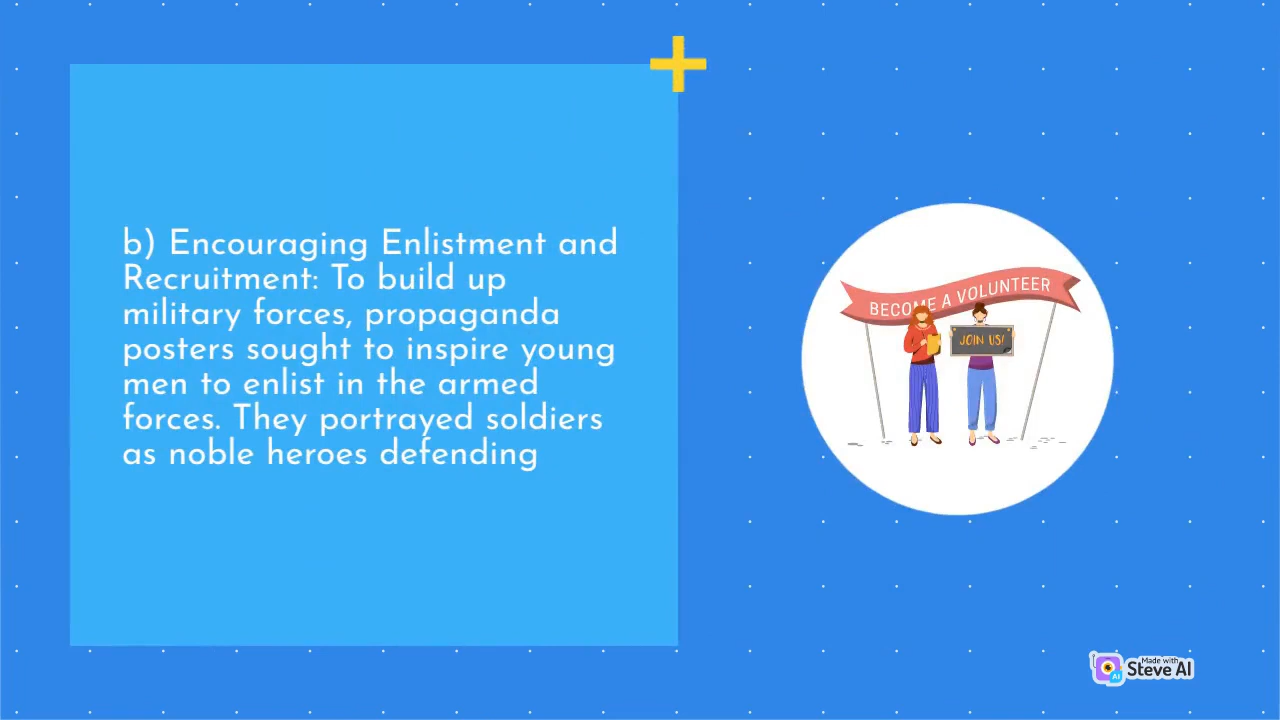 b) Encouraging Enlistment and
Recruitment: To build up
military forces, propaganda
posters sought to inspire young
men to enlist in the armed
forces. They portrayed soldiers
as noble heroes defending
BECOME A VOLUNTEER
JOIN US!
Made with
Steve AI
AI